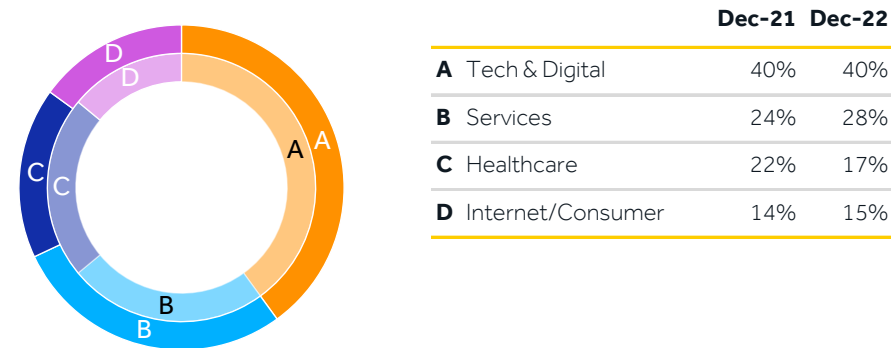 Dec-21 Dec-22
A Tech & Digital 40% 40%
B Services 24% 28%
C Healthcare 22% 17%
D Internet/Consumer 14% 15%
D
D
A
A
C
C
B
B